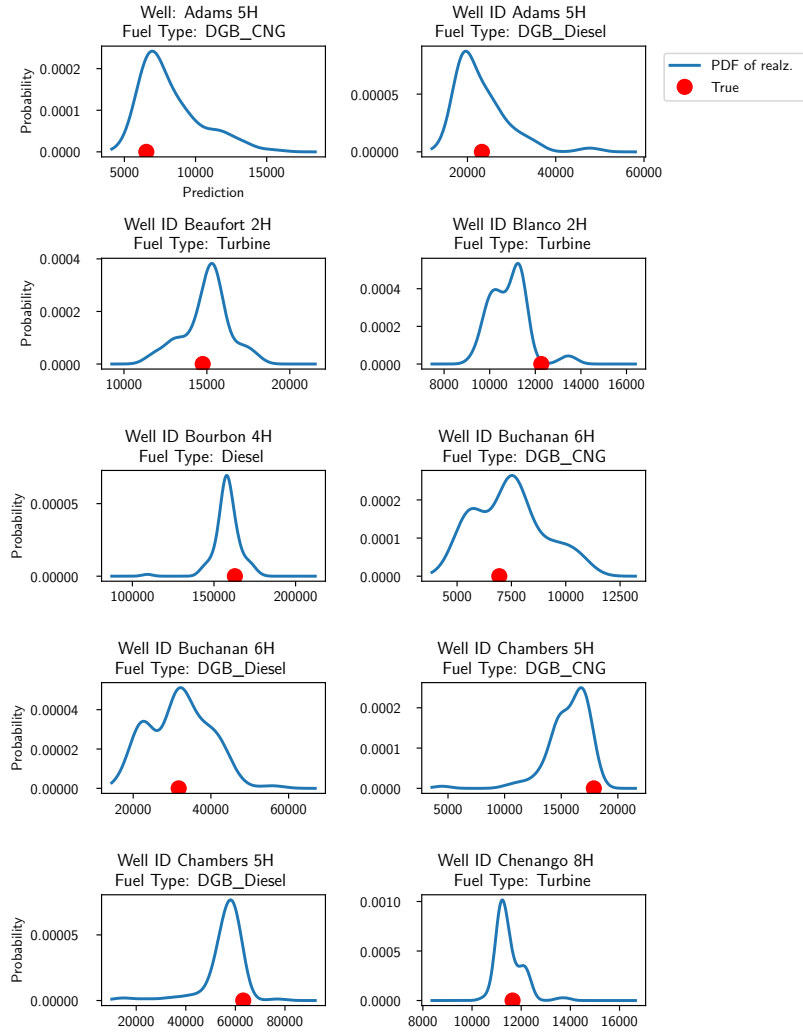 Well: Adams 5H
Fuel Type: DGB_CNG
0.0002
0.0001
0.0000
Probability
5000 10000 15000
Prediction
Well ID Adams 5H
Fuel Type: DGB_Diesel
0.00005
0.00000
20000 40000 60000
PDF of realz.
True
Well ID Beaufort 2H
Fuel Type: Turbine
0.0004
0.0002
0.0000
Probability
10000 15000 20000
Well ID Blanco 2H
Fuel Type: Turbine
0.0004
0.0002
0.0000
8000 10000 12000 14000 16000
Well ID Bourbon 4H
Fuel Type: Diesel
0.00005
0.00000
Probability
100000 150000 200000
Well ID Buchanan 6H
Fuel Type: DGB_CNG
0.0002
0.0001
0.0000
5000 7500 10000 12500
Well ID Buchanan 6H
Fuel Type: DGB_Diesel
0.00004
0.00002
0.00000
Probability
20000 40000 60000
Well ID Chambers 5H
Fuel Type: DGB_CNG
0.0002
0.0001
0.0000
5000 10000 15000 20000
Well ID Chambers 5H
Fuel Type: DGB_Diesel
0.00005
0.00000
Probability
20000 40000 60000 80000
Well ID Chenango 8H
Fuel Type: Turbine
0.0010
0.0005
0.0000
8000 10000 12000 14000 16000